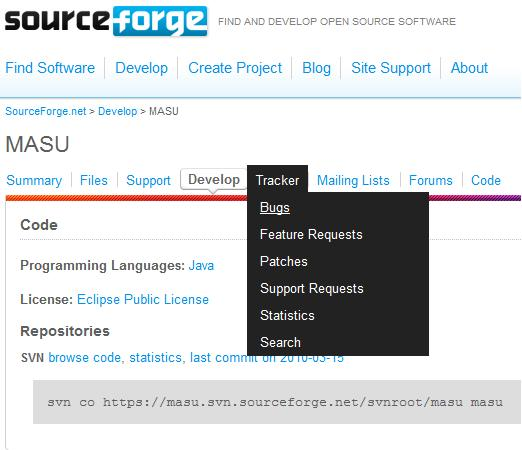 sourceforge FIND AND DEVELOP OPEN SOURCE SOFTWARE
Find Software Develop Create Project Blog Site Support About
SourceForge.net > Develop > MASU
MASU
Summary Files Support Develop Tracker Mailing Lists Forums Code
Bugs
Feature Requests
Patches
Support Requests
Statistics
Search
Code
Programming Languages: Java
License: Eclipse Public License
Repositories
SVN browse code, statistics, last commit on 2010-03-15
svn co https://masu.svn.sourceforge.net/svnroot/masu masu